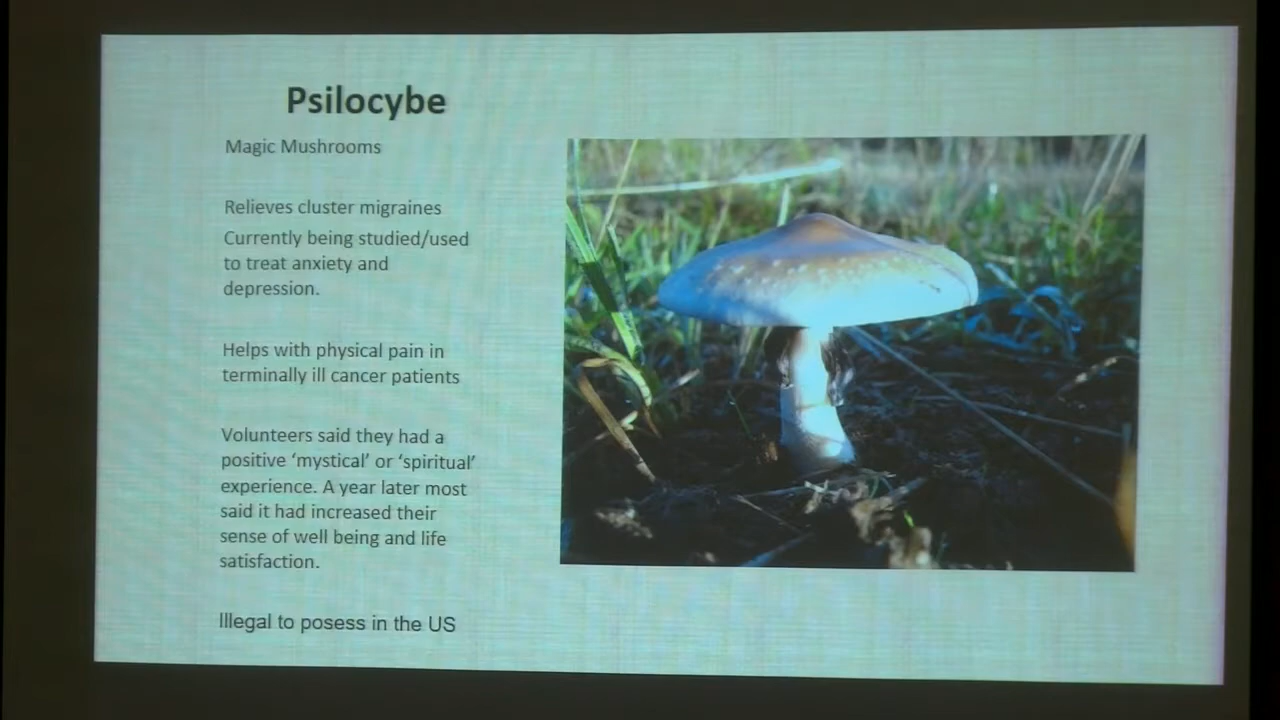 Psilocybe
Magic Mushrooms
Relieves cluster migraines
Currently being studied/used
to treat anxiety and
depression.
Helps with physical pain in
terminally ill cancer patients
Volunteers said they had a
positive ‘mystical’ or ‘spiritual’
experience. A year later most
said it had increased their
sense of well being and life
satisfaction.
Illegal to posess in the US